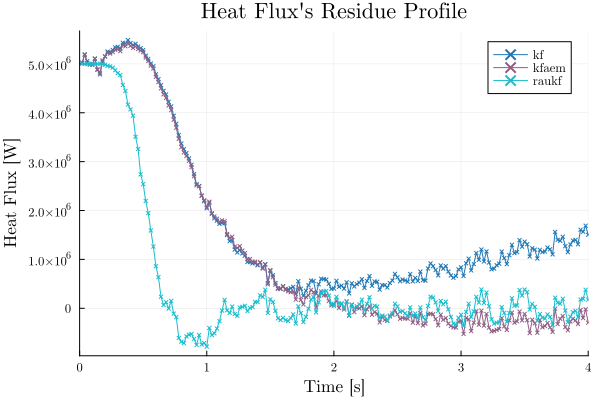 Heat Flux's Residue Profile
kf
kfaem
raukf
5.0×10⁶
4.0×10⁶
3.0×10⁶
2.0×10⁶
1.0×10⁶
0
Heat Flux [W]
0 1 2 3 4
Time [s]